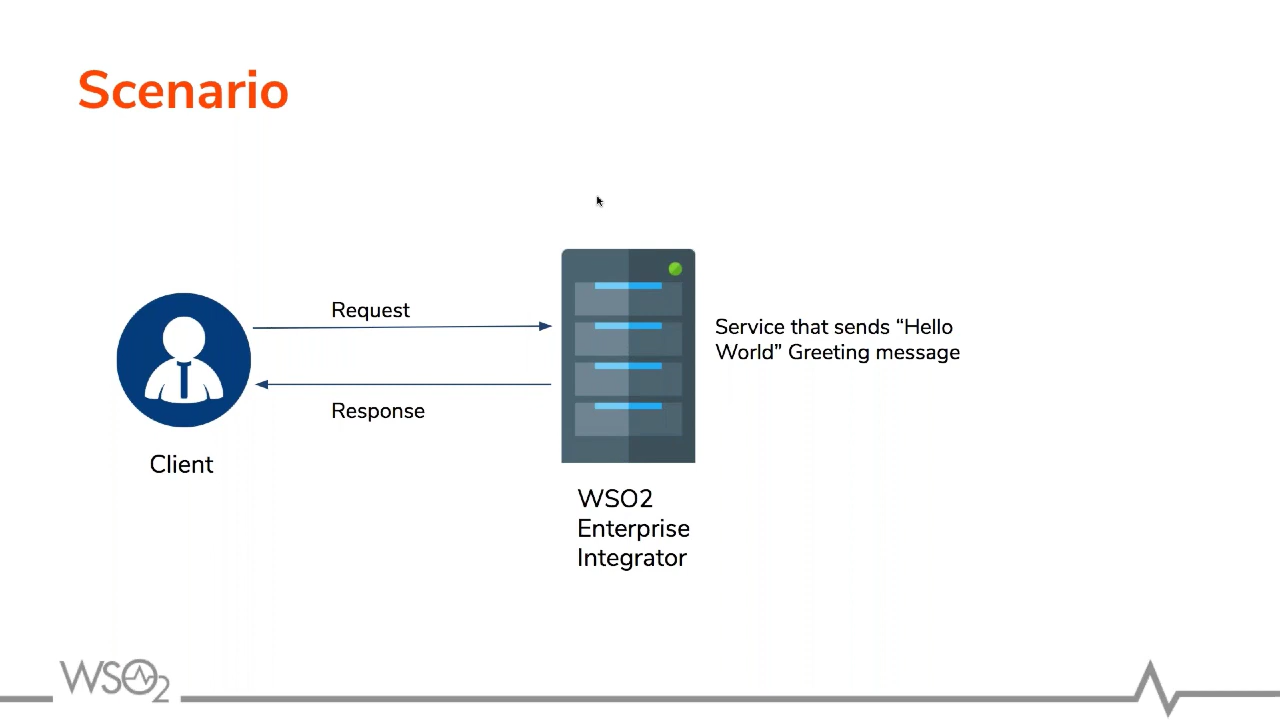 Scenario
Request
Service that sends “Hello
World” Greeting message
Response
Client
WSO2
Enterprise
Integrator
WSO2